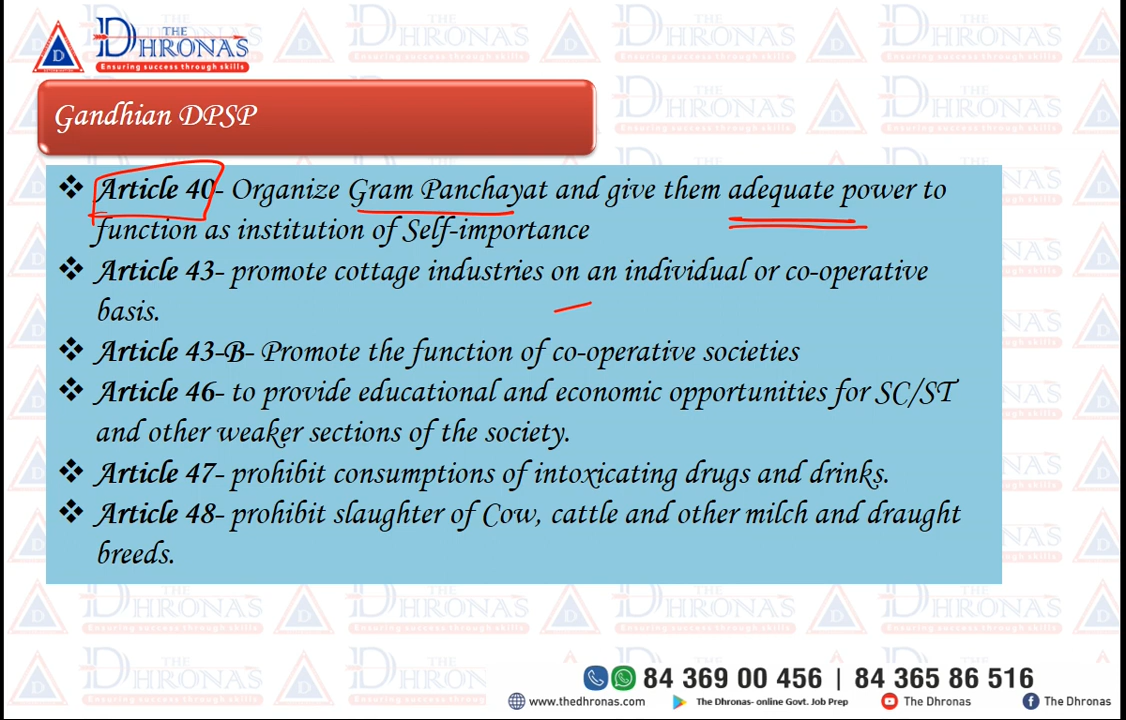 THE
DHRONAS
Ensuring success through skills
Gandhian DPSP
❖ Article 40- Organize Gram Panchayat and give them adequate power to
function as institution of Self-importance
❖ Article 43- promote cottage industries on an individual or co-operative
basis.
❖ Article 43-B- Promote the function of co-operative societies
❖ Article 46- to provide educational and economic opportunities for SC/ST
and other weaker sections of the society.
❖ Article 47- prohibit consumptions of intoxicating drugs and drinks.
❖ Article 48- prohibit slaughter of Cow, cattle and other milch and draught
breeds.
84 369 00 456 | 84 365 86 516
www.thedhronas.com The Dhronas- online Govt. Job Prep The Dhronas The Dhronas